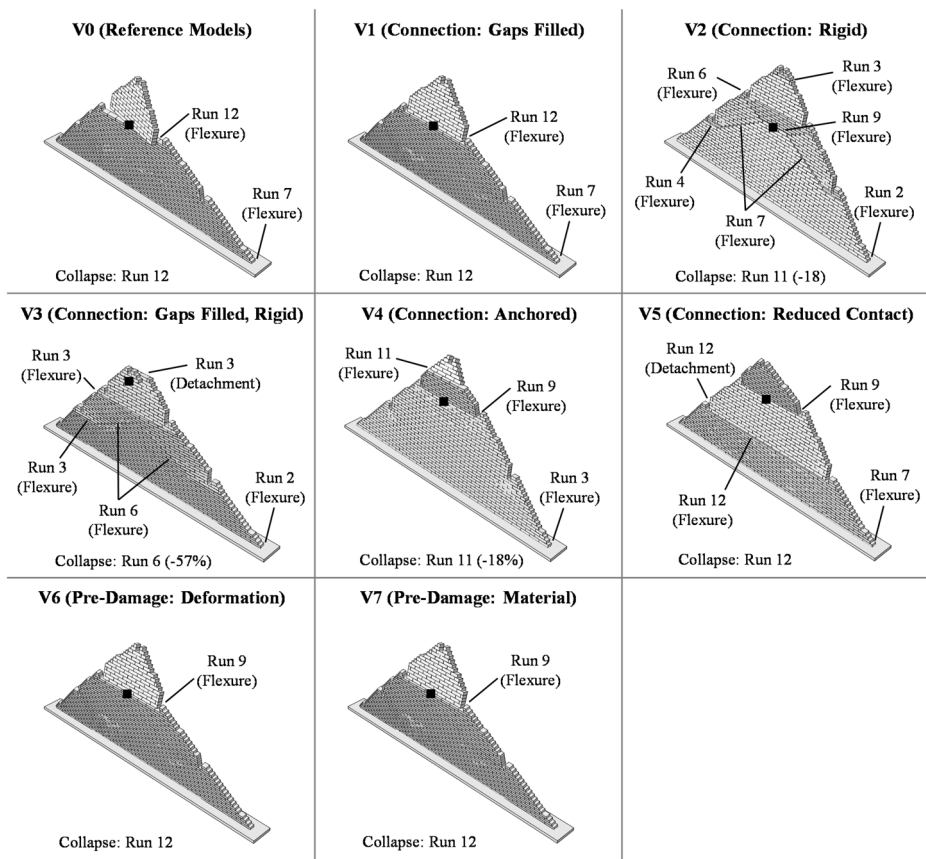 V0 (Reference Models)
Run 12
(Flexure)
Run 7
(Flexure)
Collapse: Run 12
V1 (Connection: Gaps Filled)
Run 12
(Flexure)
Run 7
(Flexure)
Collapse: Run 12
V2 (Connection: Rigid)
Run 6
(Flexure)
Run 3
(Flexure)
Run 9
(Flexure)
Run 4
(Flexure)
Run 7
(Flexure)
Run 2
(Flexure)
Collapse: Run 11 (-18)
V3 (Connection: Gaps Filled, Rigid)
Run 3
(Flexure)
Run 3
(Detachment)
Run 3
(Flexure)
Run 6
(Flexure)
Run 2
(Flexure)
Collapse: Run 6 (-57%)
V4 (Connection: Anchored)
Run 11
(Flexure)
Run 9
(Flexure)
Run 3
(Flexure)
Collapse: Run 11 (-18%)
V5 (Connection: Reduced Contact)
Run 12
(Detachment)
Run 9
(Flexure)
Run 12
(Flexure)
Run 7
(Flexure)
Collapse: Run 12
V6 (Pre-Damage: Deformation)
Run 9
(Flexure)
Collapse: Run 12
V7 (Pre-Damage: Material)
Run 9
(Flexure)
Collapse: Run 12